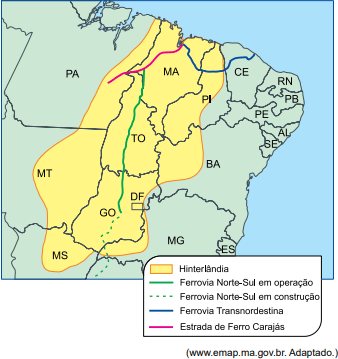 PA
MA
CE
RN
PB
PI
PE
AL
SE
TO
BA
MT
DF
GO
MG
MS
ES
Hinterlândia
Ferrovia Norte-Sul em operação
Ferrovia Norte-Sul em construção
Ferrovia Transnordestina
Estrada de Ferro Carajás
(www.emap.ma.gov.br. Adaptado.)